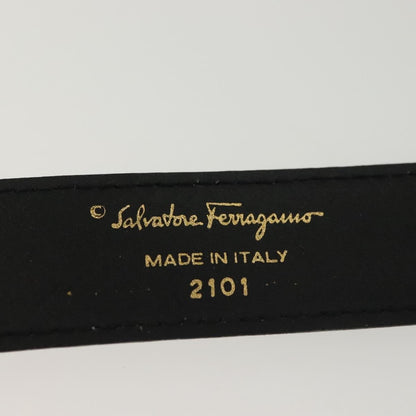 © Salvatore Ferragamo
MADE IN ITALY
2101